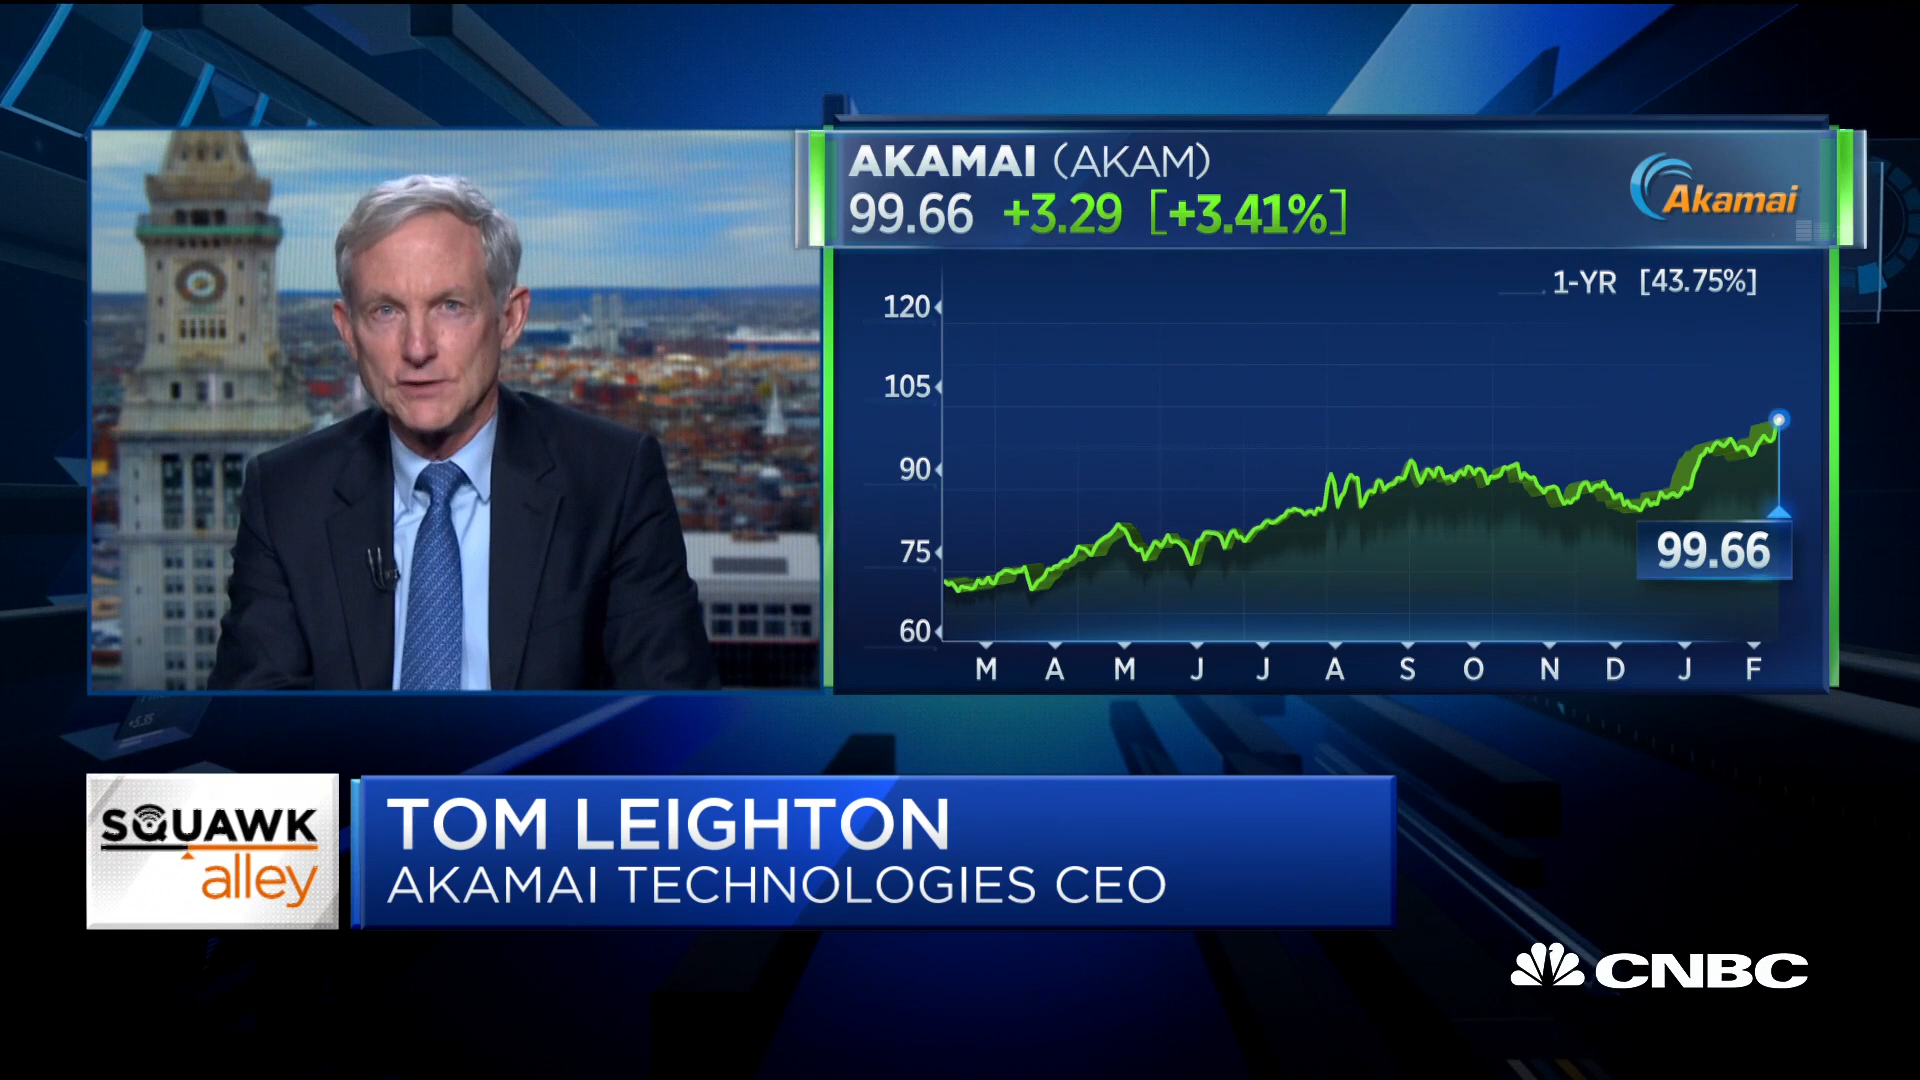 AKAMAI (AKAM)
99.66 +3.29 [+3.41%]
Akamai
1-YR [43.75%]
120
105
90
75
60
99.66
M A M J J A S O N D J F
SQUAWK
alley
TOM LEIGHTON
AKAMAI TECHNOLOGIES CEO
CNBC